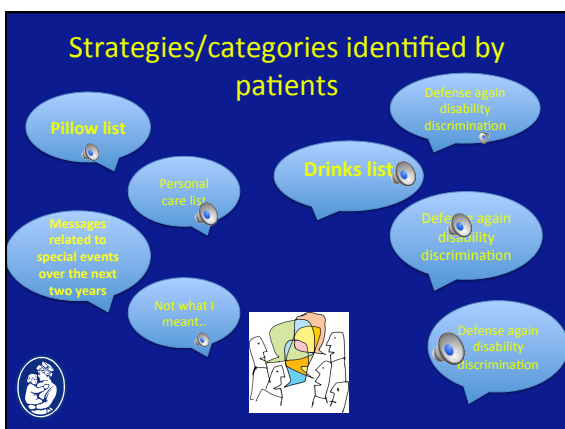 Strategies/categories identified by
patients
Pillow list
Personal
care list
Messages
related to
special events
over the next
two years
Not what I
meant..
Drinks list
Defense again
disability
discrimination
Defense again
disability
discrimination
Defense again
disability
discrimination